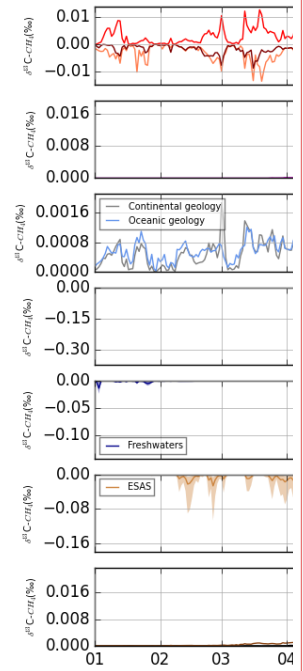 0.01
0.00
−0.01
δ¹³C-CH₄(‰)
0.016
0.008
0.000
δ¹³C-CH₄(‰)
0.0016
0.0008
0.0000
δ¹³C-CH₄(‰)
Continental geology
Oceanic geology
0.00
−0.15
−0.30
δ¹³C-CH₄(‰)
0.00
−0.05
−0.10
δ¹³C-CH₄(‰)
Freshwaters
0.00
−0.08
−0.16
δ¹³C-CH₄(‰)
ESAS
0.016
0.008
0.000
δ¹³C-CH₄(‰)
01 02 03 04